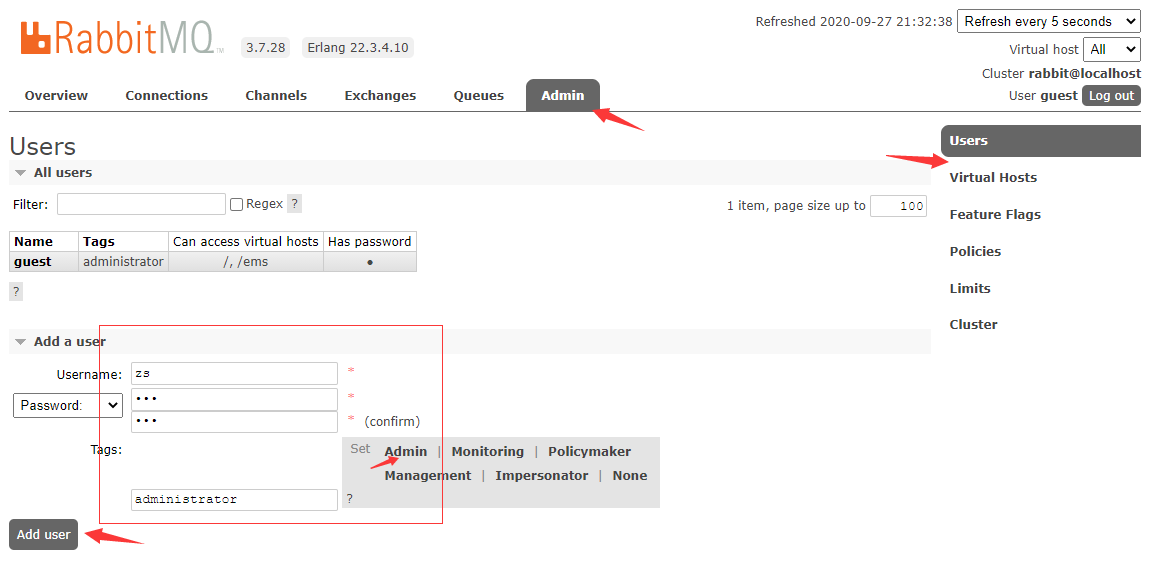 Refreshed 2020-09-27 21:32:38 Refresh every 5 seconds
RabbitMQ TM 3.7.28 Erlang 22.3.4.10
Virtual host All
Cluster rabbit@localhost
User guest Log out
Overview Connections Channels Exchanges Queues Admin
Users
All users
Filter: Regex ?
1 item, page size up to 100
Name Tags Can access virtual hosts Has password
guest administrator /, /ems ●
?
Add a user
Username: zs *
Password: ••• *
••• * (confirm)
Tags: Set Admin | Monitoring | Policymaker
Management | Impersonator | None
administrator ?
Add user
Users
Virtual Hosts
Feature Flags
Policies
Limits
Cluster